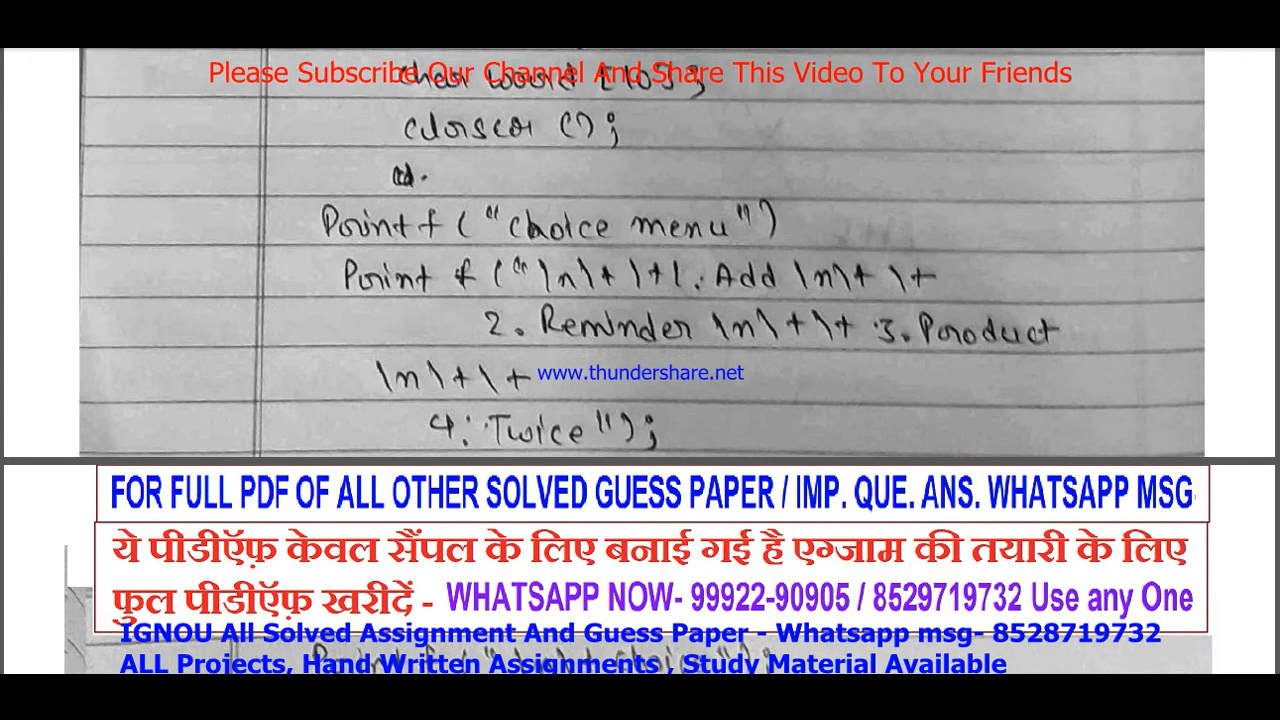 Please Subscribe Our Channel And Share This Video To Your Friends
char word [10];
clrscr ();
Printf ("Choice menu")
Printf ("\n\t\t1. Add \n\t\t
2. Reminder \n\t\t 3. Product
\n\t\t
www.thundershare.net
4. Twice");
FOR FULL PDF OF ALL OTHER SOLVED GUESS PAPER / IMP. QUE. ANS. WHATSAPP MSG
ये पीडीऍफ़ केवल सैंपल के लिए बनाई गई है एग्जाम की तयारी के लिए
फुल पीडीऍफ़ खरीदें - WHATSAPP NOW- 99922-90905 / 8529719732 Use any One
IGNOU All Solved Assignment And Guess Paper - Whatsapp msg- 8528719732
ALL Projects, Hand Written Assignments , Study Material Available